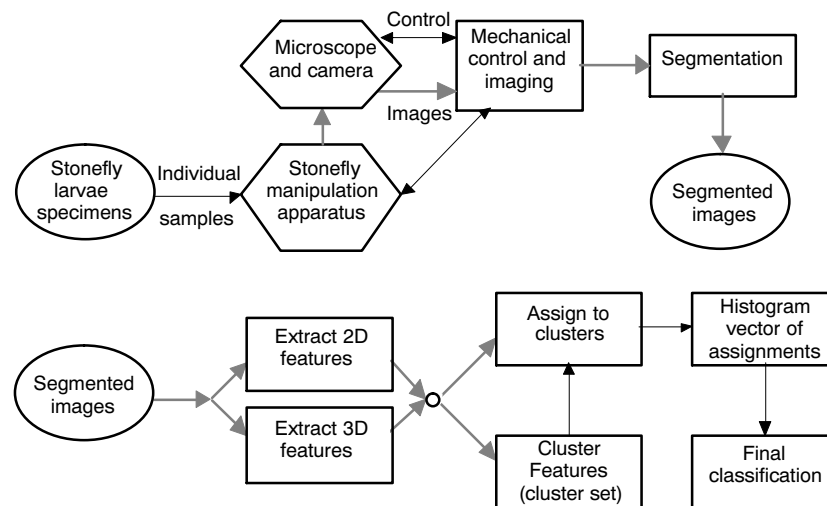 Control
Microscope
and camera
Mechanical
control and
imaging
Segmentation
Images
Stonefly
larvae
specimens
Individual
samples
Stonefly
manipulation
apparatus
Segmented
images
Segmented
images
Extract 2D
features
Extract 3D
features
Assign to
clusters
Cluster
Features
(cluster set)
Histogram
vector of
assignments
Final
classification